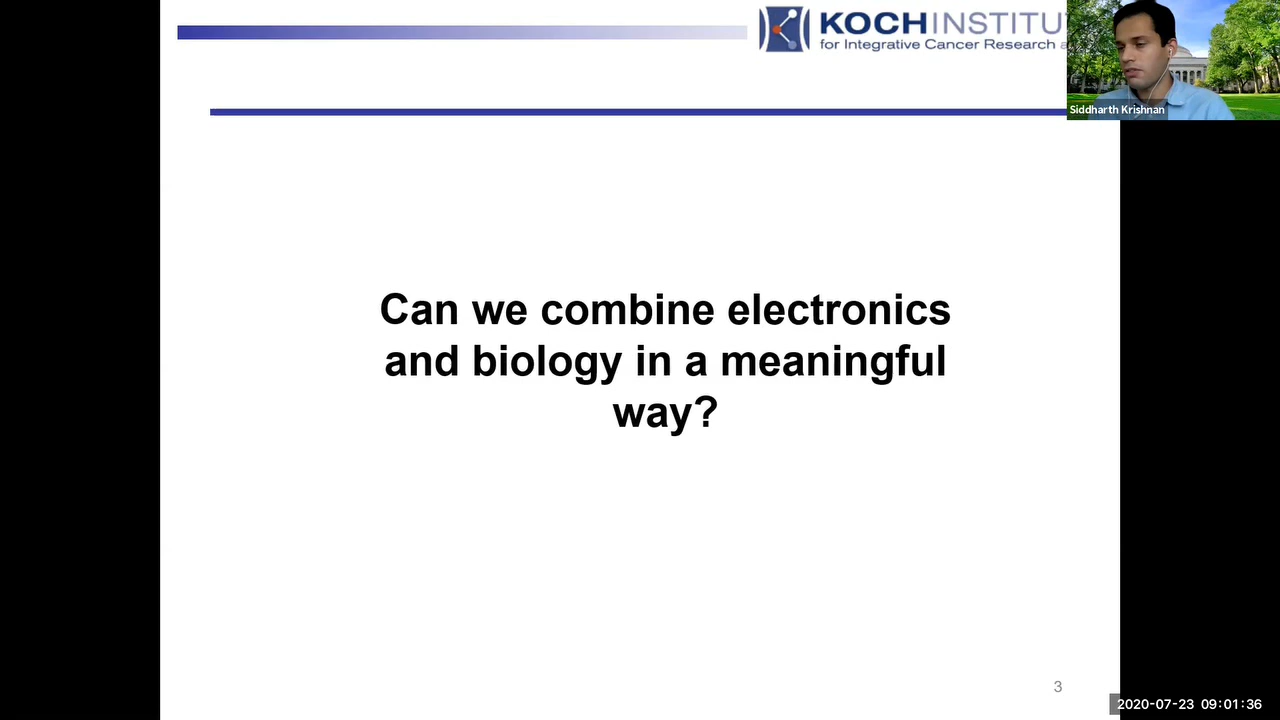 KOCH INSTITU
for Integrative Cancer Research a
Siddharth Krishnan
Can we combine electronics
and biology in a meaningful
way?
3
2020-07-23 09:01:36